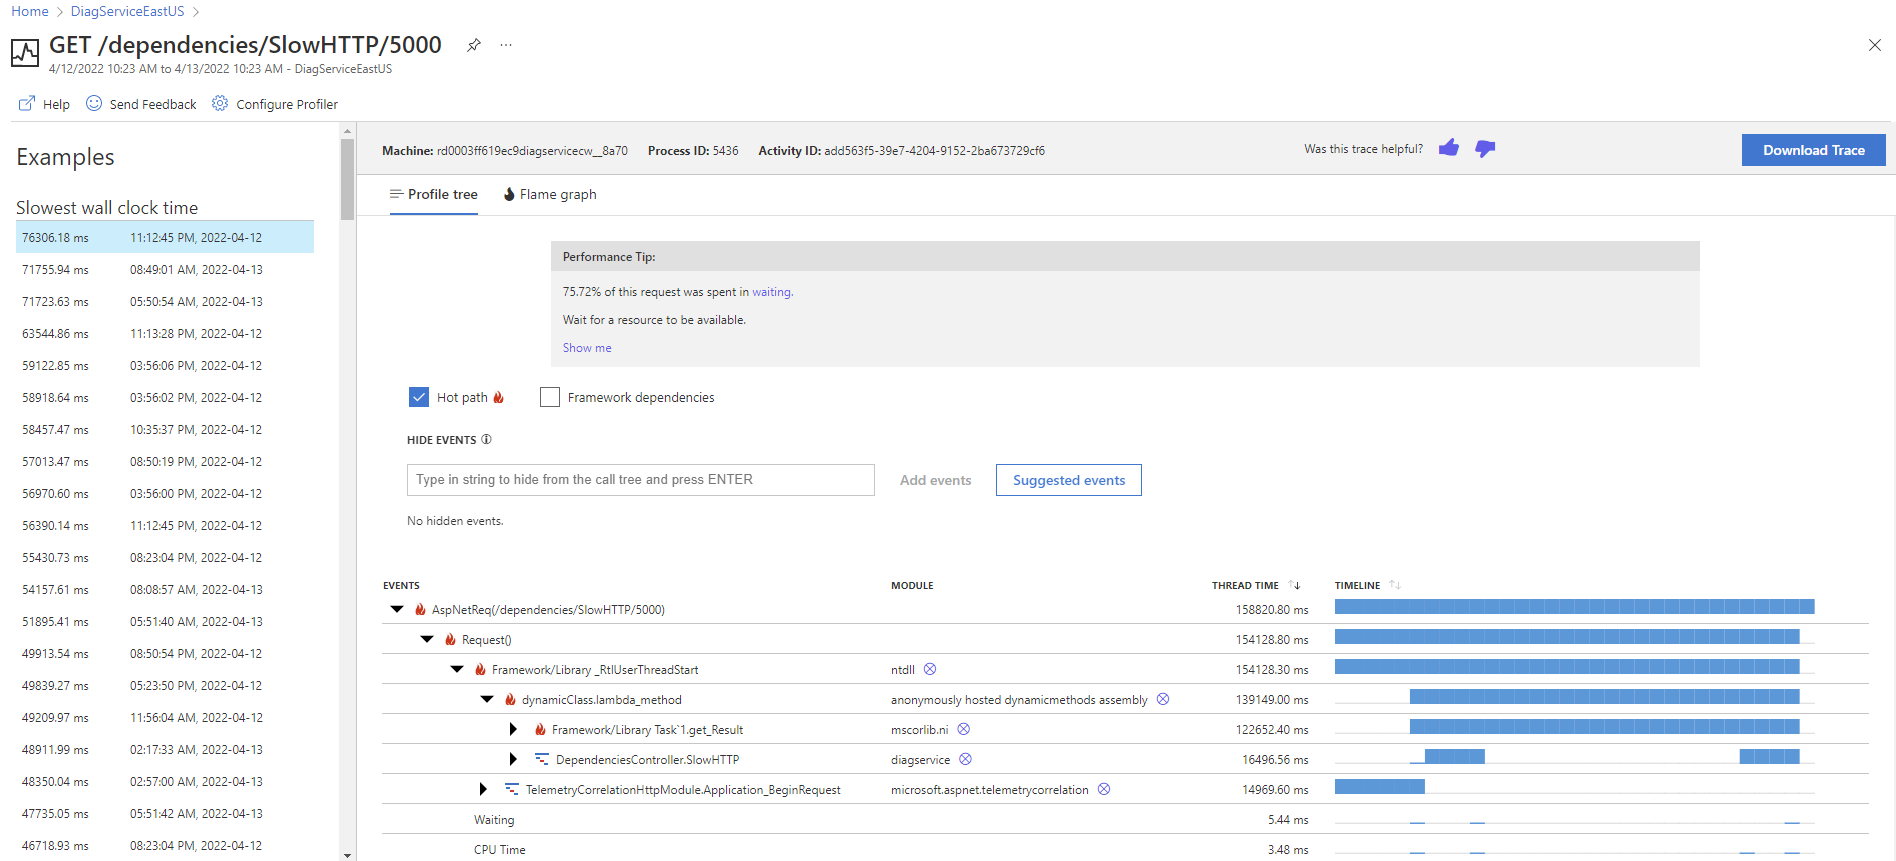 Home > DiagServiceEastUS >
GET /dependencies/SlowHTTP/5000 ...
4/12/2022 10:23 AM to 4/13/2022 10:23 AM - DiagServiceEastUS
Help Send Feedback Configure Profiler
Examples
Slowest wall clock time
76306.18 ms 11:12:45 PM, 2022-04-12
71755.94 ms 08:49:01 AM, 2022-04-13
71723.63 ms 05:50:54 AM, 2022-04-13
63544.86 ms 11:13:28 PM, 2022-04-12
59122.85 ms 03:56:06 PM, 2022-04-12
58918.64 ms 03:56:02 PM, 2022-04-12
58457.47 ms 10:35:37 PM, 2022-04-12
57013.47 ms 08:50:19 PM, 2022-04-12
56970.60 ms 03:56:00 PM, 2022-04-12
56390.14 ms 11:12:45 PM, 2022-04-12
55430.73 ms 08:23:04 PM, 2022-04-12
54157.61 ms 08:08:57 AM, 2022-04-13
51895.41 ms 05:51:40 AM, 2022-04-13
49913.54 ms 08:50:54 PM, 2022-04-12
49839.27 ms 05:23:50 PM, 2022-04-12
49209.97 ms 11:56:04 AM, 2022-04-12
48911.99 ms 02:17:33 AM, 2022-04-13
48350.04 ms 02:57:00 AM, 2022-04-13
47735.05 ms 05:51:42 AM, 2022-04-13
46718.93 ms 08:23:04 PM, 2022-04-12
Machine: rd0003ff619ec9diagservicecw__8a70 Process ID: 5436 Activity ID: add563f5-39e7-4204-9152-2ba673729cf6 Was this trace helpful? Download Trace
Profile tree Flame graph
Performance Tip:
75.72% of this request was spent in waiting.
Wait for a resource to be available.
Show me
Hot path Framework dependencies
HIDE EVENTS
Type in string to hide from the call tree and press ENTER Add events Suggested events
No hidden events.
EVENTS MODULE THREAD TIME TIMELINE
AspNetReq(/dependencies/SlowHTTP/5000) 158820.80 ms
Request() 154128.80 ms
Framework/Library _RtlUserThreadStart ntdll 154128.30 ms
dynamicClass.lambda_method anonymously hosted dynamicmethods assembly 139149.00 ms
Framework/Library Task`1.get_Result mscorlib.ni 122652.40 ms
DependenciesController.SlowHTTP diagservice 16496.56 ms
TelemetryCorrelationHttpModule.Application_BeginRequest microsoft.aspnet.telemetrycorrelation 14969.60 ms
Waiting 5.44 ms
CPU Time 3.48 ms